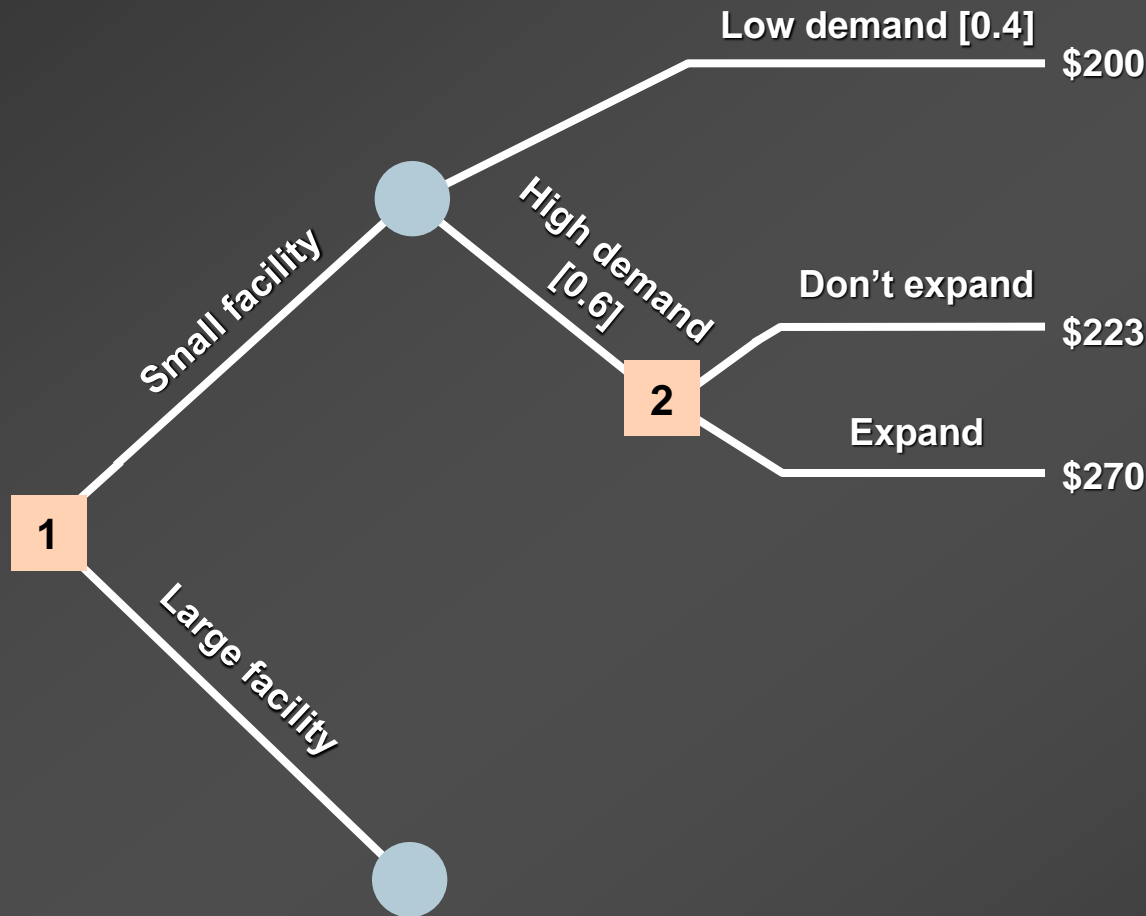 Low demand [0.4]
$200
High demand
[0.6]
Small facility
Don’t expand
$223
2
Expand
$270
1
Large facility